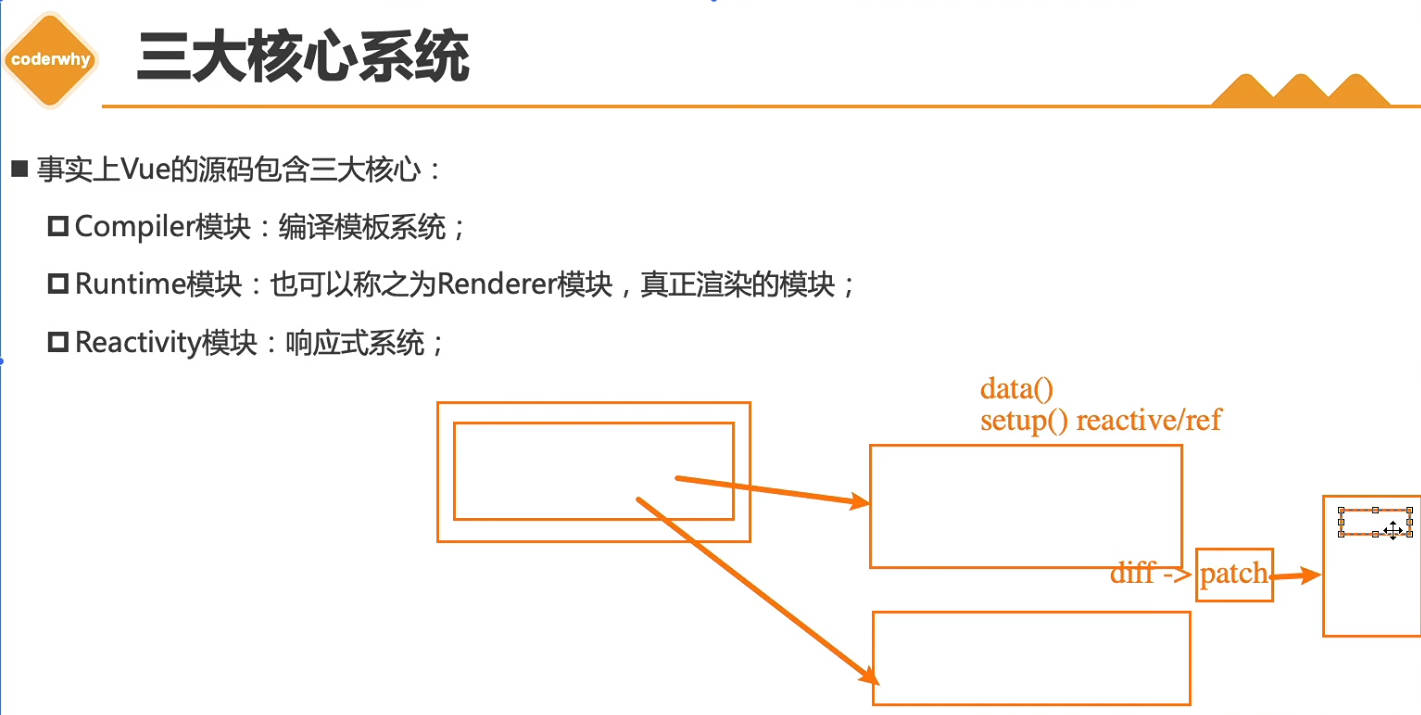 coderwhy
三大核心系统
事实上Vue的源码包含三大核心：
Compiler模块：编译模板系统；
Runtime模块：也可以称之为Renderer模块，真正渲染的模块；
Reactivity模块：响应式系统；
data()
setup() reactive/ref
diff -> patch